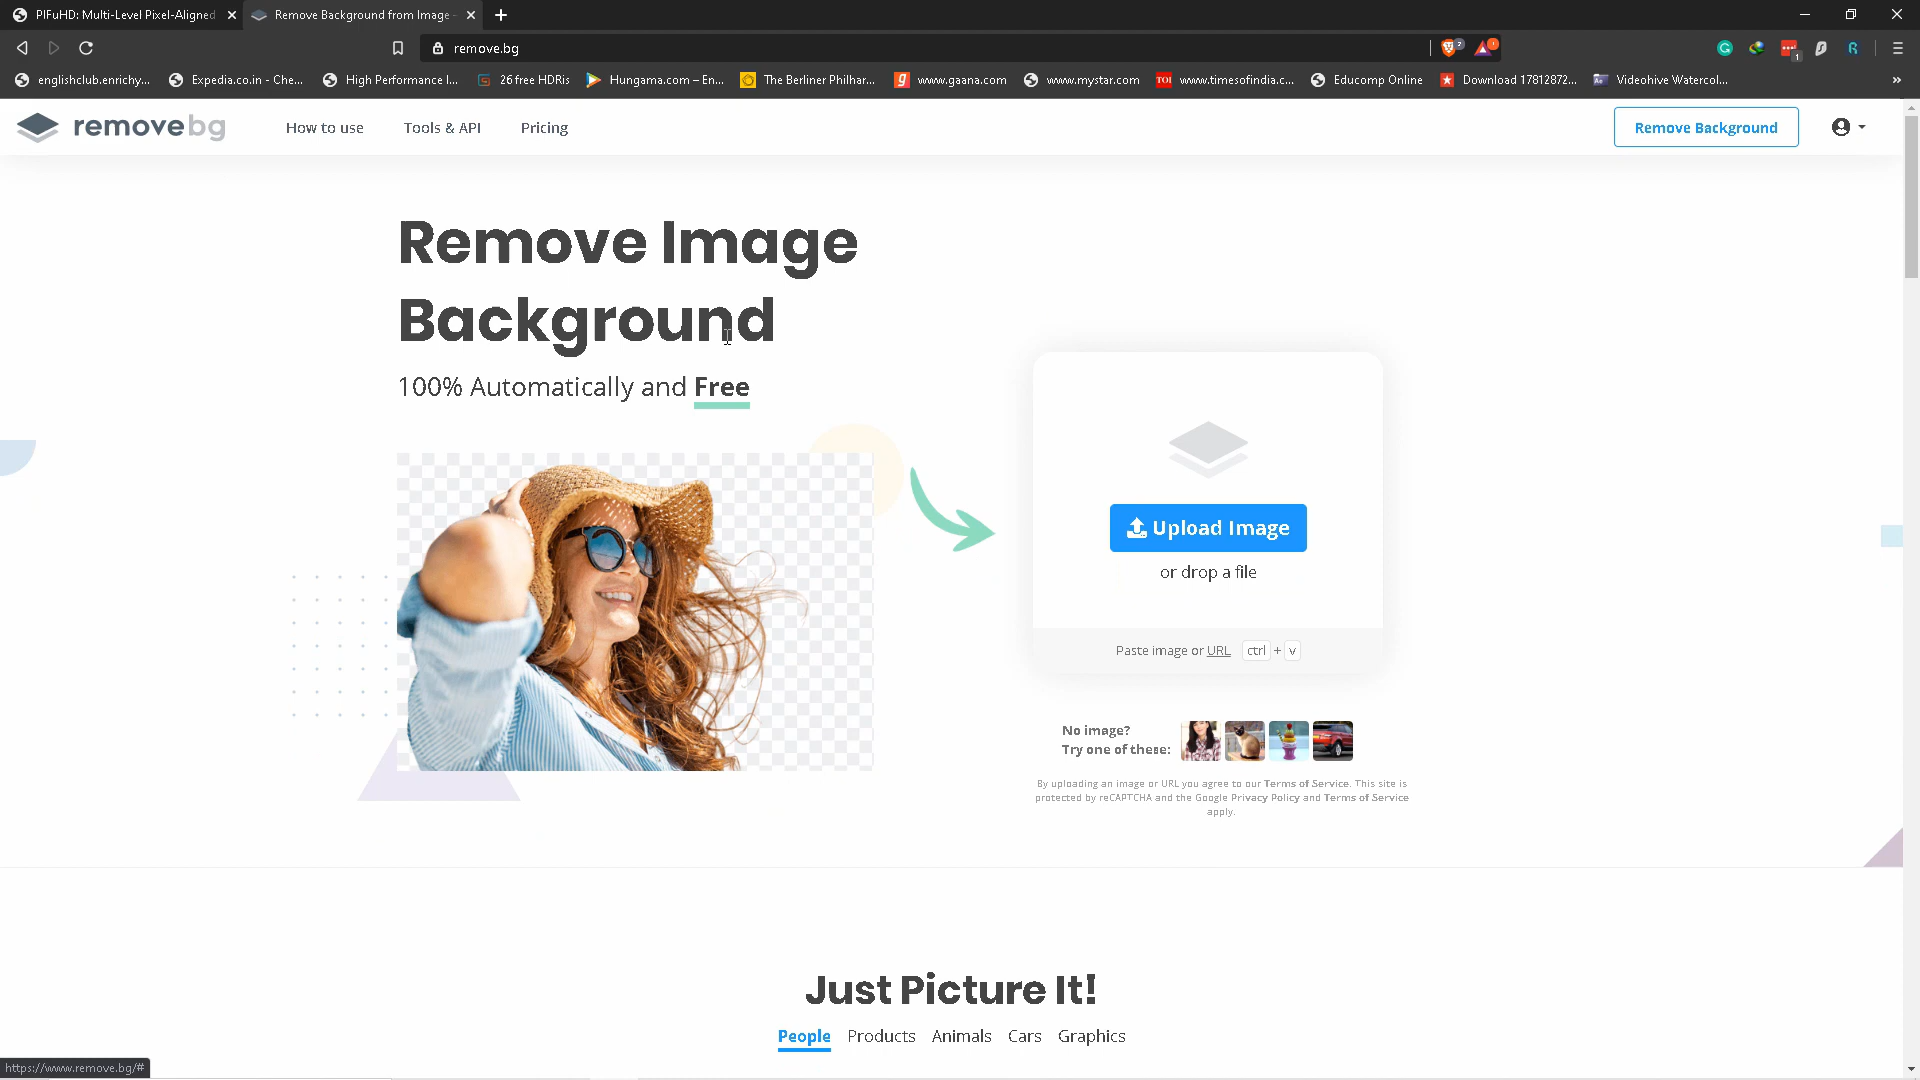 PIFuHD: Multi-Level Pixel-Aligned
Remove Background from Image -
remove.bg
2
1
englishclub.enrichy...
Expedia.co.in - Che...
High Performance I...
26 free HDRis
Hungama.com – En...
The Berliner Philhar...
www.gaana.com
www.mystar.com
TOI
www.timesofindia.c...
Educomp Online
Download 17812872...
Videohive Watercol...
removebg
How to use
Tools & API
Pricing
Remove Background
Remove Image
Background
100% Automatically and Free
Upload Image
or drop a file
Paste image or URL ctrl + v
No image?
Try one of these:
By uploading an image or URL you agree to our Terms of Service. This site is
protected by reCAPTCHA and the Google Privacy Policy and Terms of Service
apply.
Just Picture It!
People Products Animals Cars Graphics
https://www.remove.bg/#